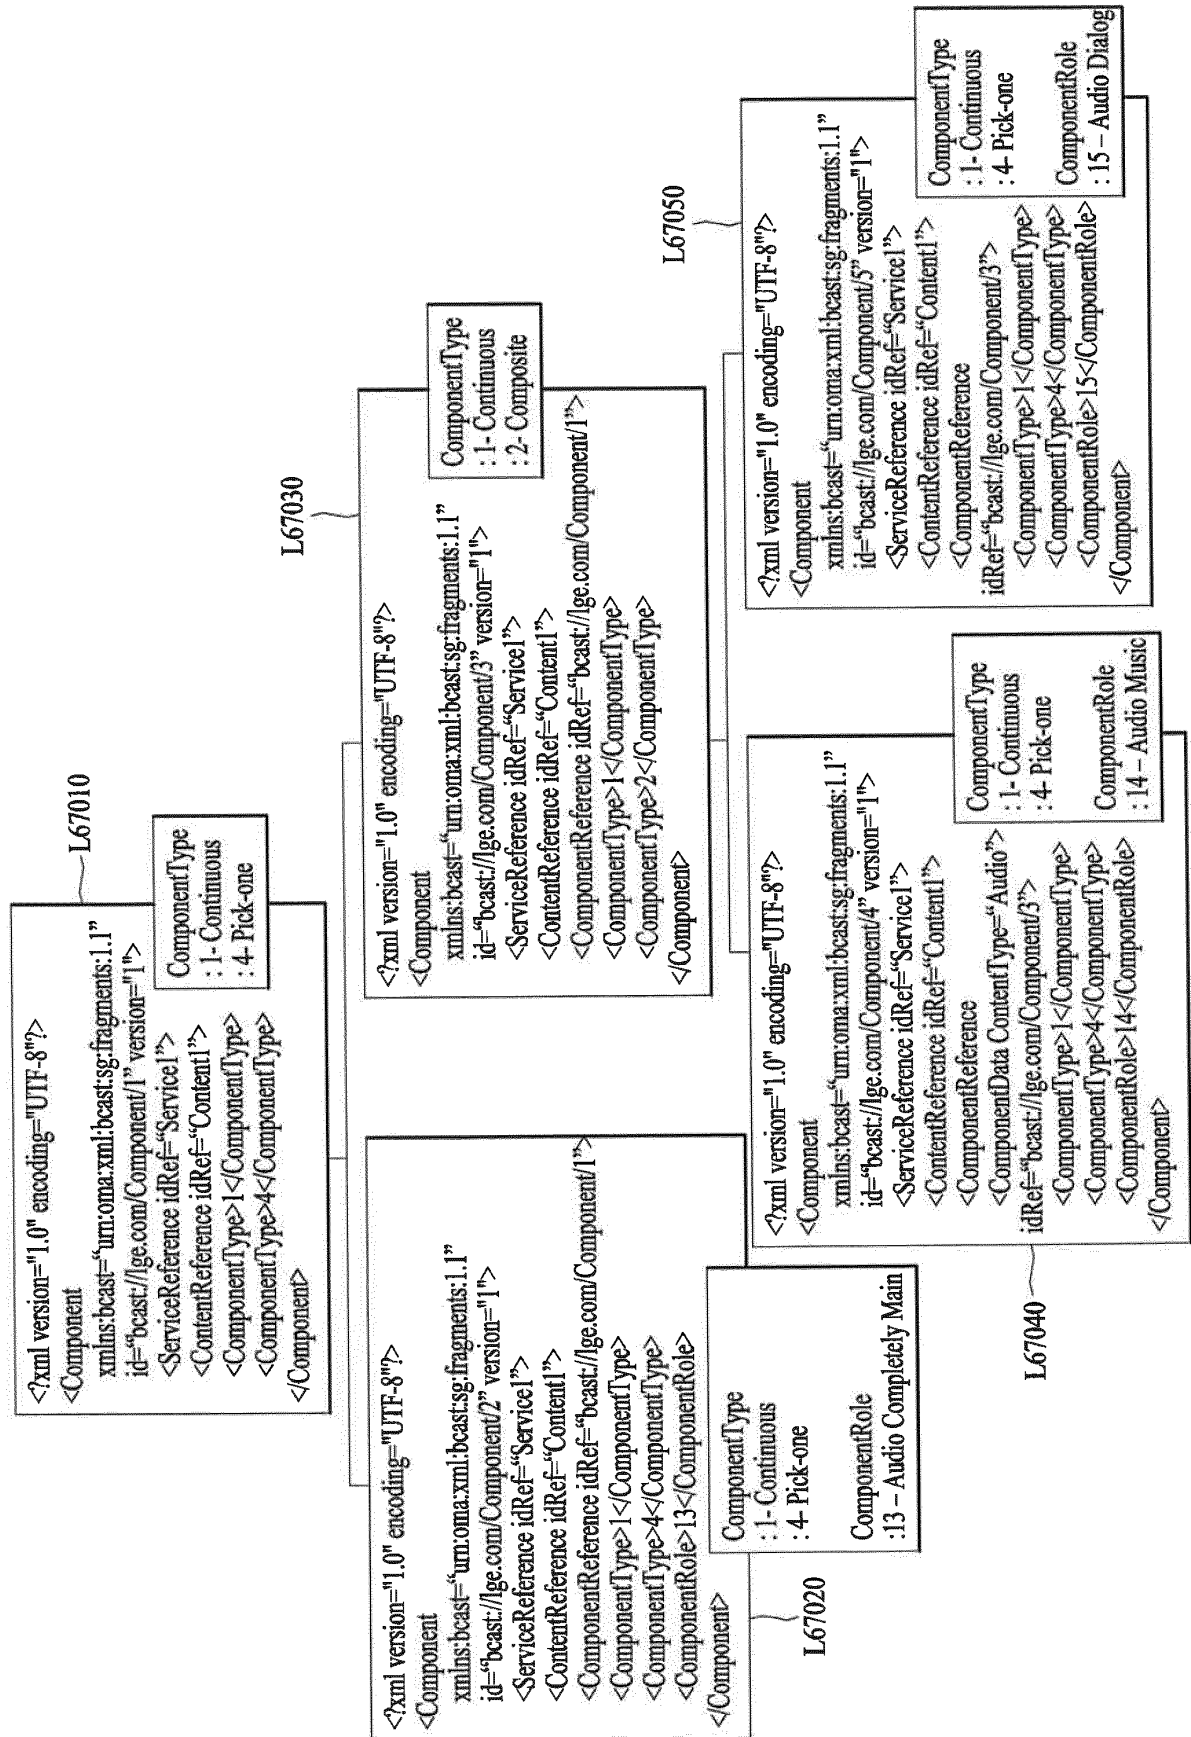 L67010
<?xml version="1.0" encoding="UTF-8"?>
<Component
xmlns:bcast=“urn:oma:xml:bcast:sg:fragments:1.1”
id=“bcast://lge.com/Component/1” version="1">
<ServiceReference idRef=“Service1”>
<ContentReference idRef=“Content1”>
<ComponentType>1</ComponentType>
<ComponentType>4</ComponentType>
</Component>
ComponentType
: 1- Continuous
: 4- Pick-one
L67020
<?xml version="1.0" encoding="UTF-8"?>
<Component
xmlns:bcast=“urn:oma:xml:bcast:sg:fragments:1.1”
id=“bcast://lge.com/Component/2” version="1">
<ServiceReference idRef=“Service1”>
<ContentReference idRef=“Content1”>
<ComponentReference idRef=“bcast://lge.com/Component/1”>
<ComponentType>1</ComponentType>
<ComponentType>4</ComponentType>
<ComponentRole>13</ComponentRole>
</Component>
ComponentType
: 1- Continuous
: 4- Pick-one
ComponentRole
:13 – Audio Completely Main
L67030
<?xml version="1.0" encoding="UTF-8"?>
<Component
xmlns:bcast=“urn:oma:xml:bcast:sg:fragments:1.1”
id=“bcast://lge.com/Component/3” version="1">
<ServiceReference idRef=“Service1”>
<ContentReference idRef=“Content1”>
<ComponentReference idRef=“bcast://lge.com/Component/1”>
<ComponentType>1</ComponentType>
<ComponentType>2</ComponentType>
</Component>
ComponentType
: 1- Continuous
: 2- Composite
L67040
<?xml version="1.0" encoding="UTF-8"?>
<Component
xmlns:bcast=“urn:oma:xml:bcast:sg:fragments:1.1”
id=“bcast://lge.com/Component/4” version="1">
<ServiceReference idRef=“Service1”>
<ContentReference idRef=“Content1”>
<ComponentReference
<ComponentData ContentType=“Audio”>
idRef=“bcast://lge.com/Component/3”>
<ComponentType>1</ComponentType>
<ComponentType>4</ComponentType>
<ComponentRole>14</ComponentRole>
</Component>
ComponentType
: 1- Continuous
: 4- Pick-one
ComponentRole
: 14 – Audio Music
L67050
<?xml version="1.0" encoding="UTF-8"?>
<Component
xmlns:bcast=“urn:oma:xml:bcast:sg:fragments:1.1”
id=“bcast://lge.com/Component/5” version="1">
<ServiceReference idRef=“Service1”>
<ContentReference idRef=“Content1”>
<ComponentReference
idRef=“bcast://lge.com/Component/3”>
<ComponentType>1</ComponentType>
<ComponentType>4</ComponentType>
<ComponentRole>15</ComponentRole>
</Component>
ComponentType
: 1- Continuous
: 4- Pick-one
ComponentRole
: 15 – Audio Dialog